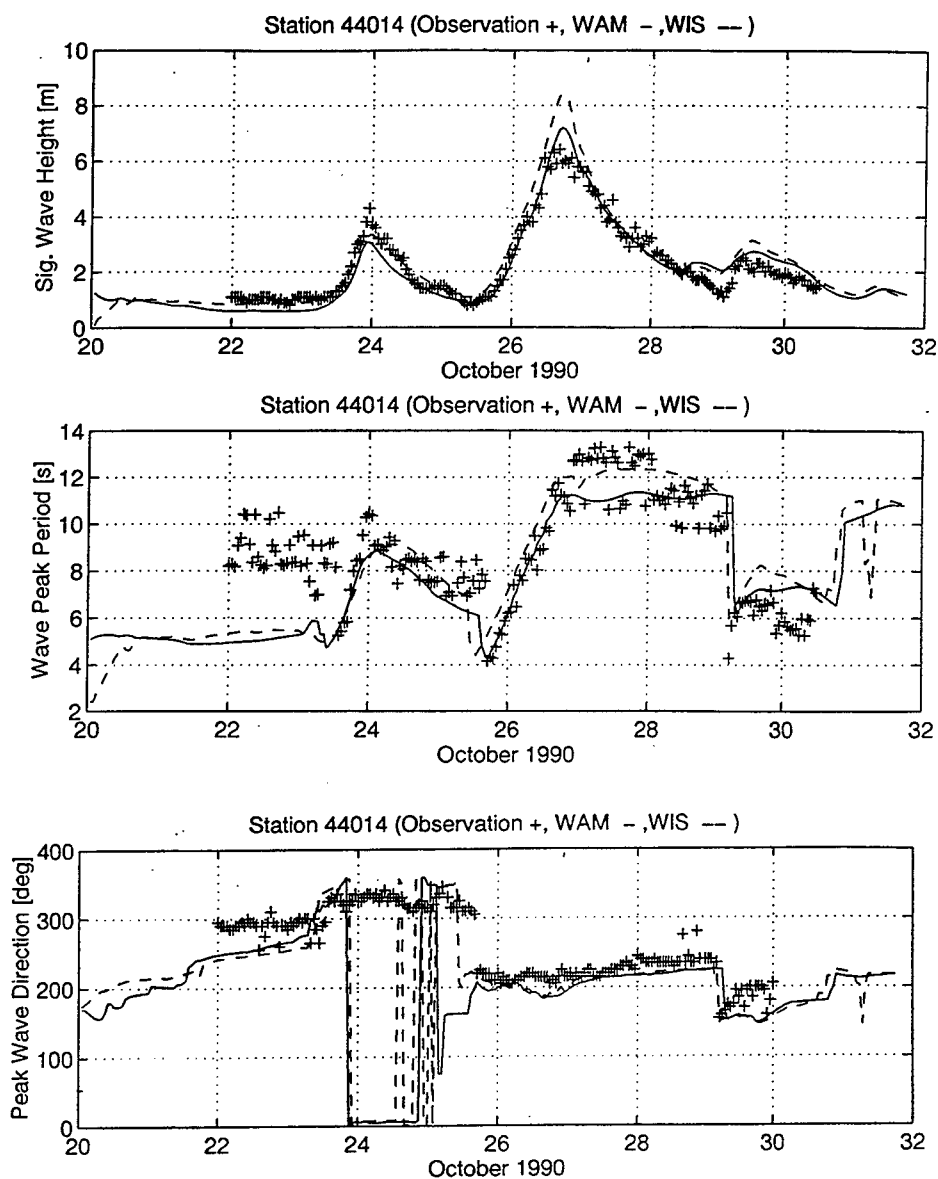 Station 44014 (Observation +, WAM - ,WIS -- )
Sig. Wave Height [m]
10
8
6
4
2
0
20 22 24 26 28 30 32
October 1990
Station 44014 (Observation +, WAM - ,WIS -- )
Wave Peak Period [s]
14
12
10
8
6
4
2
20 22 24 26 28 30 32
October 1990
Station 44014 (Observation +, WAM - ,WIS -- )
Peak Wave Direction [deg]
400
300
200
100
0
20 22 24 26 28 30 32
October 1990